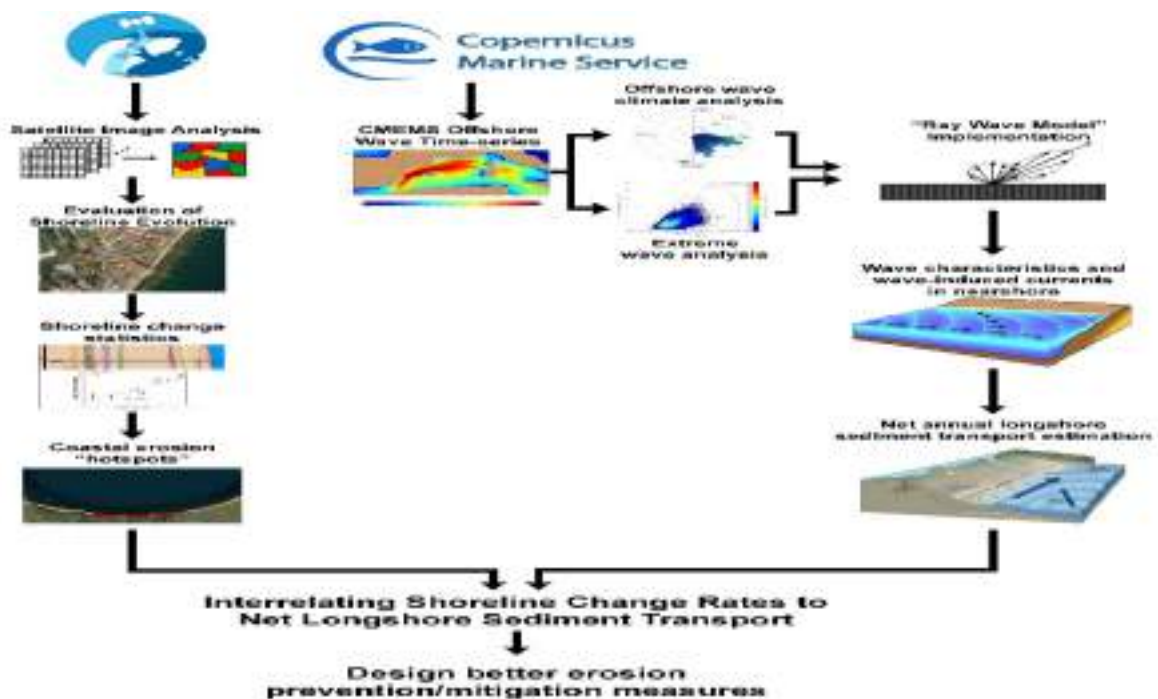 Copernicus
Marine Service
Satellite Image Analysis
Evaluation of
Shoreline Evolution
Shoreline change
statistics
Coastal erosion
"hotspots"
CMEMS Offshore
Wave Time-series
Offshore wave
climate analysis
Extreme
wave analysis
"Ray Wave Model"
Implementation
Wave characteristics and
wave-induced currents
in nearshore
Net annual longshore
sediment transport estimation
Interrelating Shoreline Change Rates to
Net Longshore Sediment Transport
Design better erosion
prevention/mitigation measures